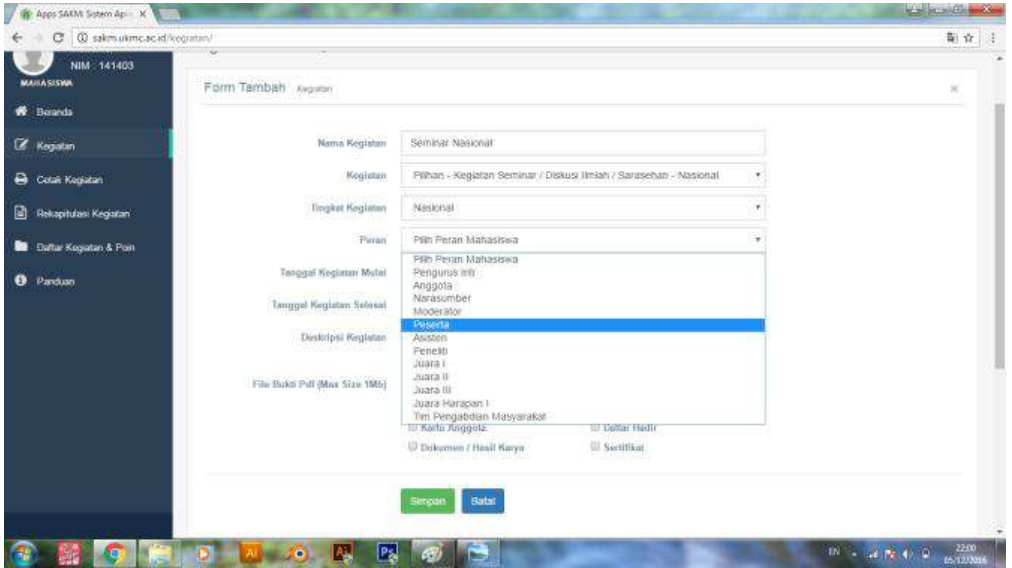 Apps SAKM Sistem Apli
sakm.ukmc.ac.id/kegiatan/
NIM : 141403
MAHASISWA
Beranda
Kegiatan
Cetak Kegiatan
Rekapitulasi Kegiatan
Daftar Kegiatan & Poin
Panduan
Form Tambah Kegiatan
Nama Kegiatan Seminar Nasional
Kegiatan Pilihan - Kegiatan Seminar / Diskusi Ilmiah / Sarasehan - Nasional
Tingkat Kegiatan Nasional
Peran Pilih Peran Mahasiswa
Pilih Peran Mahasiswa
Pengurus Inti
Anggota
Narasumber
Moderator
Peserta
Asisten
Peneliti
Juara I
Juara II
Juara III
Juara Harapan I
Tim Pengabdian Masyarakat
Tanggal Kegiatan Mulai
Tanggal Kegiatan Selesai
Deskripsi Kegiatan
File Bukti Pdf (Max Size 1Mb)
Kartu Anggota Daftar Hadir
Dokumen / Hasil Karya Sertifikat
Simpan Batal
EN 22:00
05/12/2016